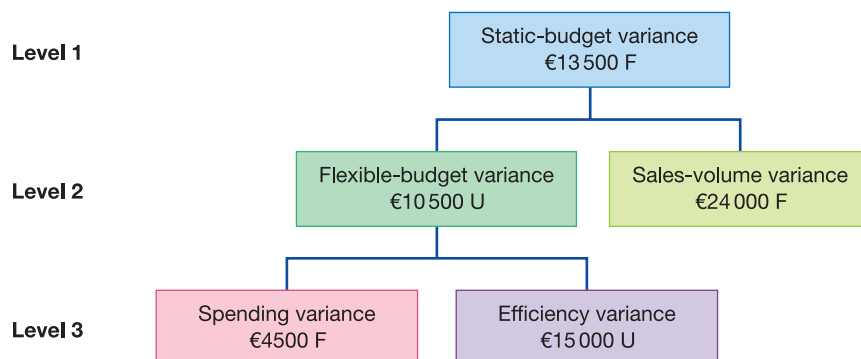 Level 1
Static-budget variance
€13 500 F
Level 2
Flexible-budget variance
€10 500 U
Sales-volume variance
€24 000 F
Level 3
Spending variance
€4500 F
Efficiency variance
€15 000 U